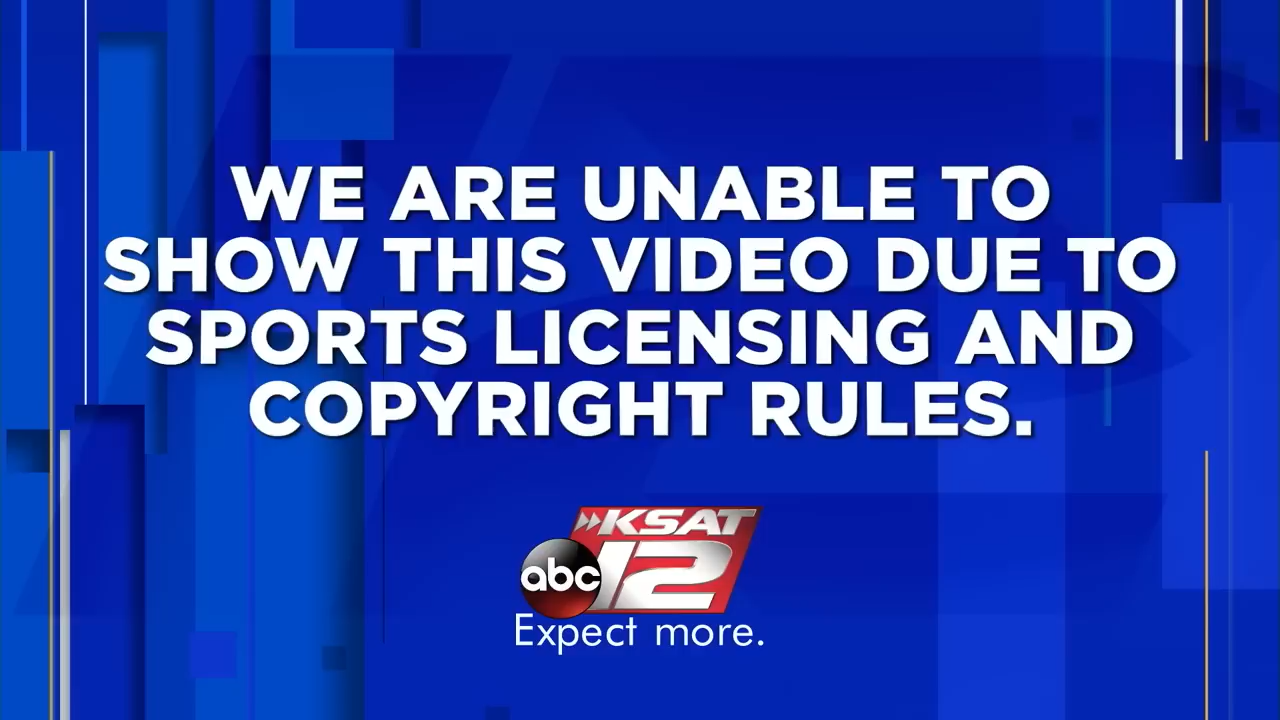 WE ARE UNABLE TO
SHOW THIS VIDEO DUE TO
SPORTS LICENSING AND
COPYRIGHT RULES.
KSAT
abc 12
Expect more.